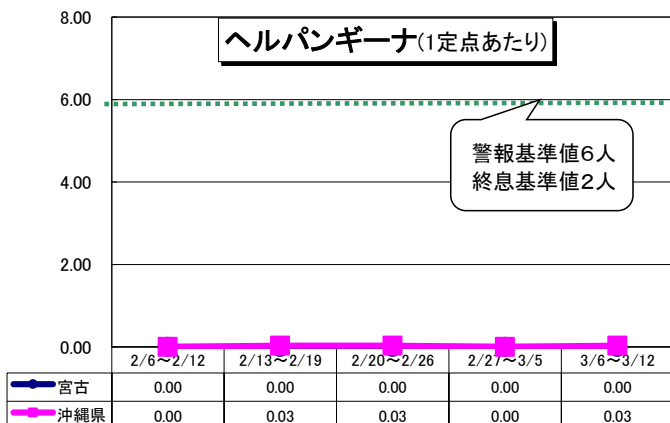 8.00
ヘルパンギーナ(1定点あたり)
6.00
警報基準値6人
終息基準値2人
4.00
2.00
0.00
2/6～2/12 2/13～2/19 2/20～2/26 2/27～3/5 3/6～3/12
宮古 0.00 0.00 0.00 0.00 0.00
沖縄県 0.00 0.03 0.03 0.00 0.03